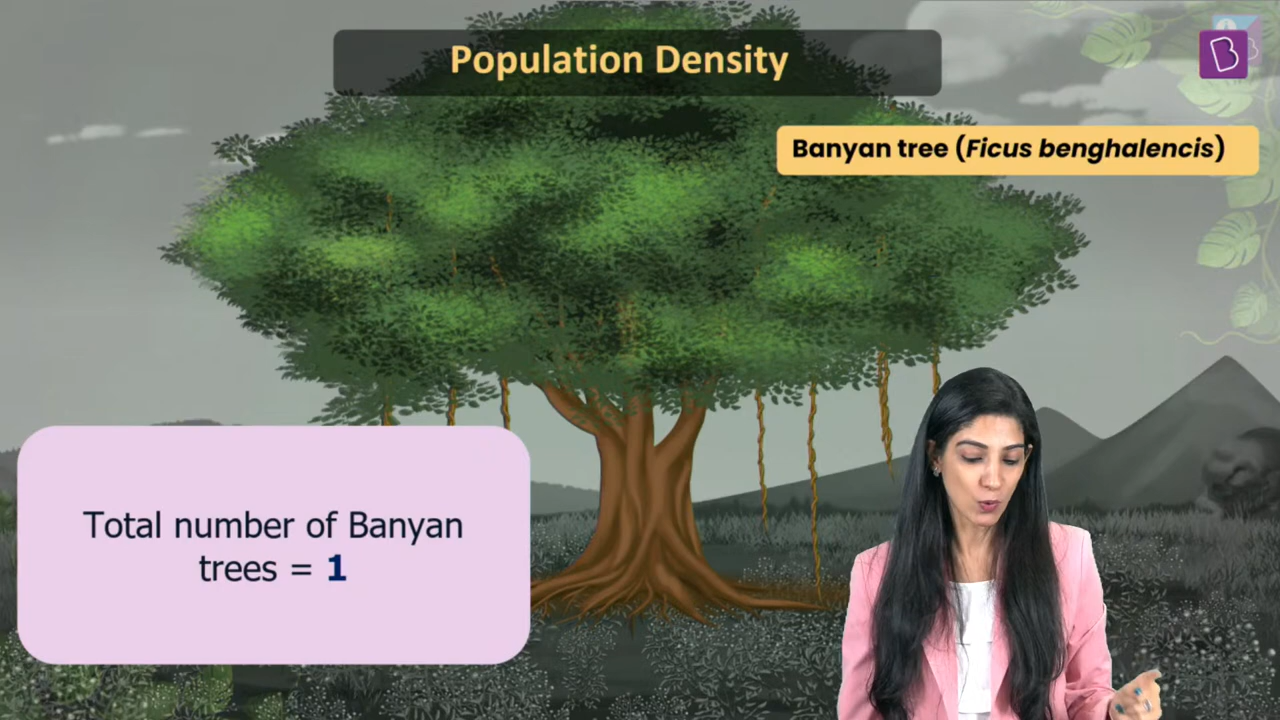 Population Density
Banyan tree (Ficus benghalencis)
Total number of Banyan
trees = 1